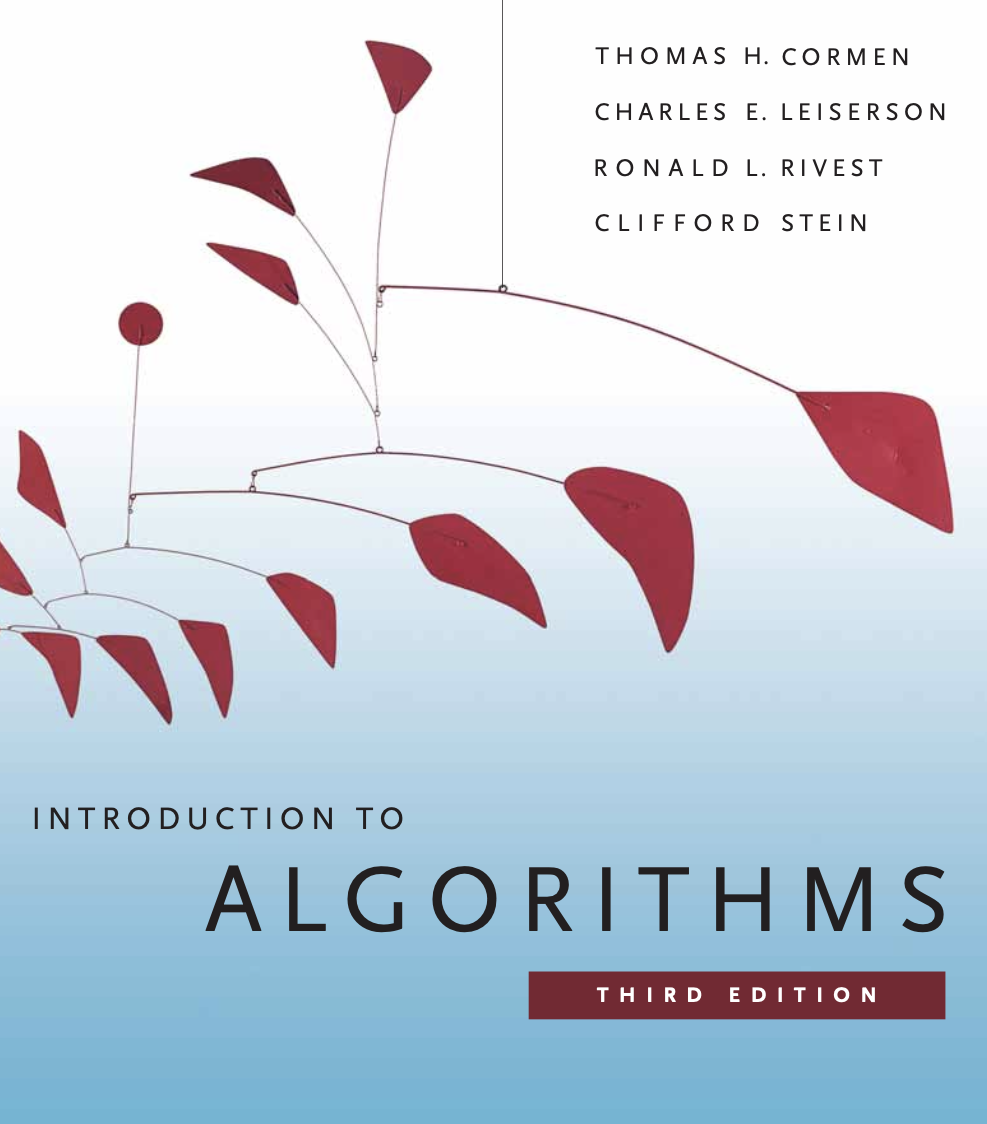 THOMAS H. CORMEN
CHARLES E. LEISERSON
RONALD L. RIVEST
CLIFFORD STEIN
INTRODUCTION TO
ALGORITHMS
THIRD EDITION